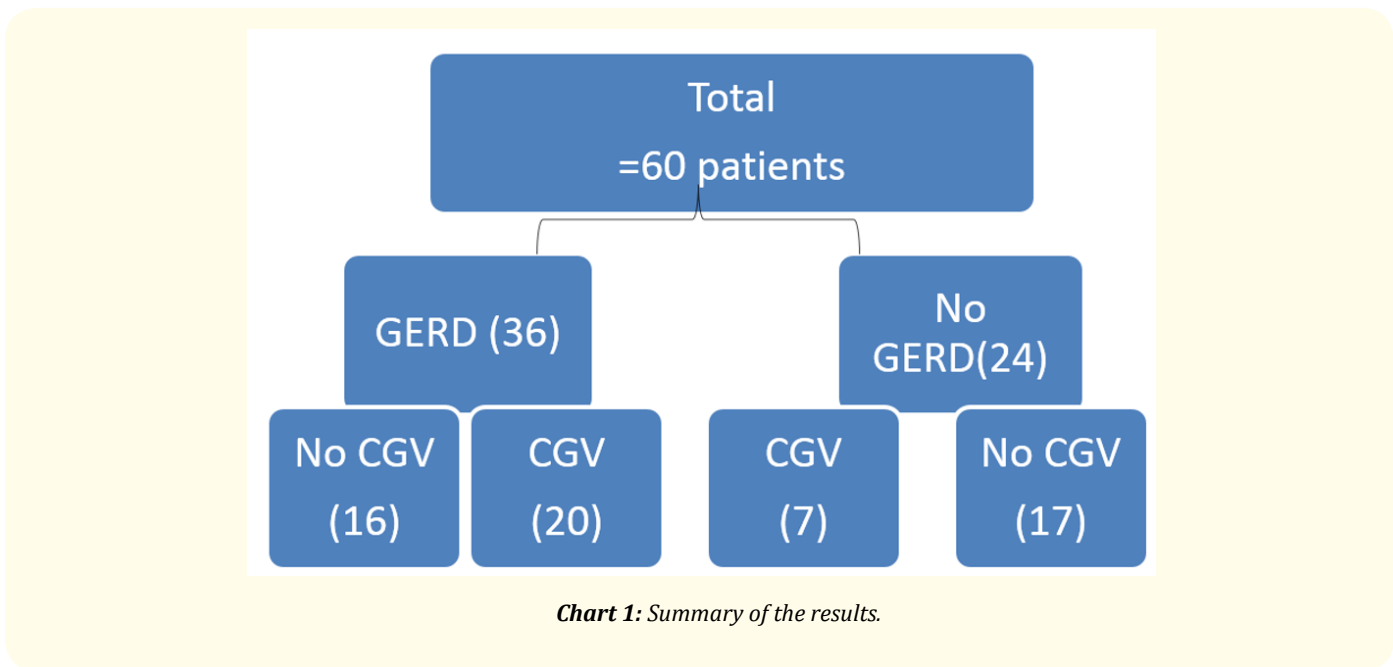 Total
=60 patients
GERD (36)
No
GERD(24)
No CGV
(16)
CGV
(20)
CGV
(7)
No CGV
(17)
Chart 1: Summary of the results.